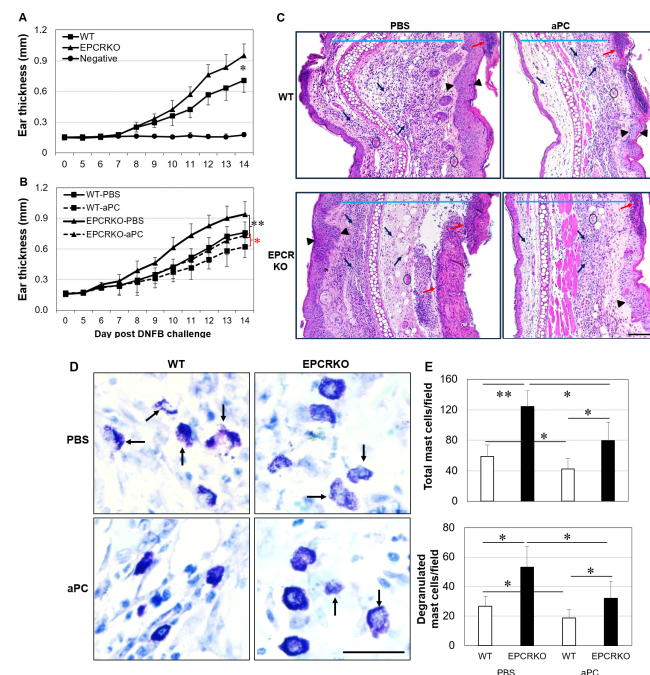 A
1.2
0.9
0.6
0.3
0.0
Ear thickness (mm)
WT
EPCRKO
Negative
*
0 5 6 7 8 9 10 11 12 13 14
B
1.2
0.9
0.6
0.3
0.0
Ear thickness (mm)
WT-PBS
WT-aPC
EPCRKO-PBS
EPCRKO-aPC
**
*
0 5 6 7 8 9 10 11 12 13 14
Day post DNFB challenge
C
PBS aPC
WT
EPCR
KO
D
WT EPCRKO
PBS
aPC
E
160
120
80
40
0
Total mast cells/field
** *
* *
80
60
40
20
0
Degranulated
mast cells/field
* *
* *
WT EPCRKO WT EPCRKO
PBS aPC